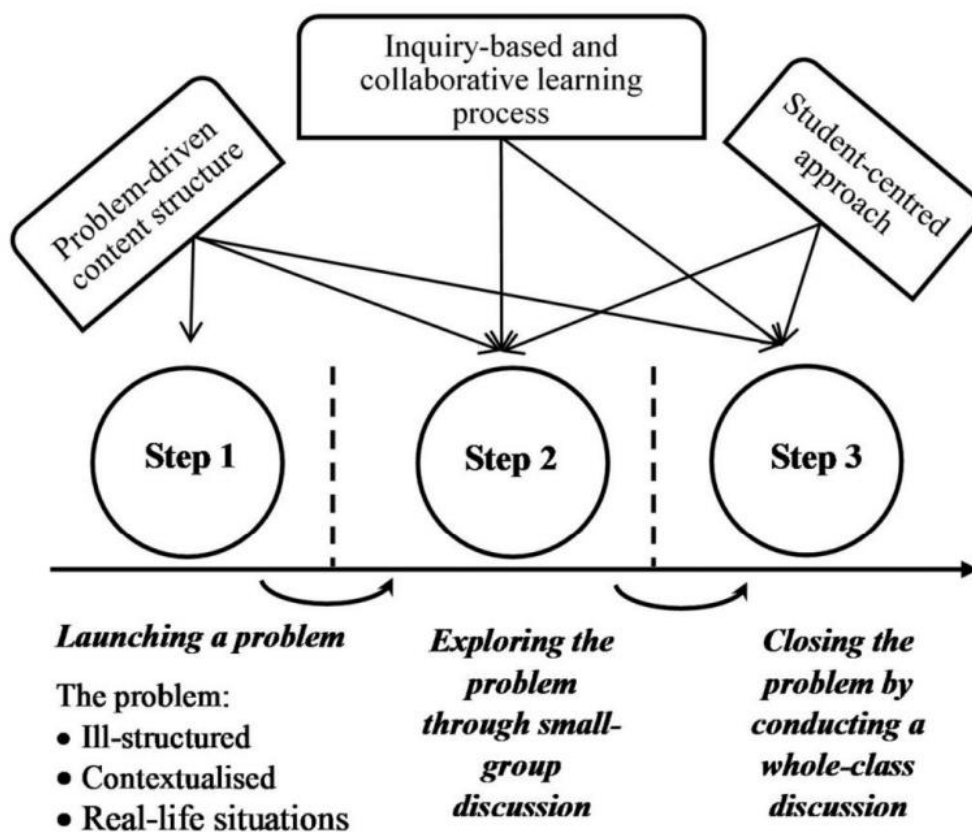 Inquiry-based and
collaborative learning
process
Problem-driven
content structure
Student-centred
approach
Step 1
Step 2
Step 3
Launching a problem
The problem:
• Ill-structured
• Contextualised
• Real-life situations
Exploring the
problem
through small-
group
discussion
Closing the
problem by
conducting a
whole-class
discussion